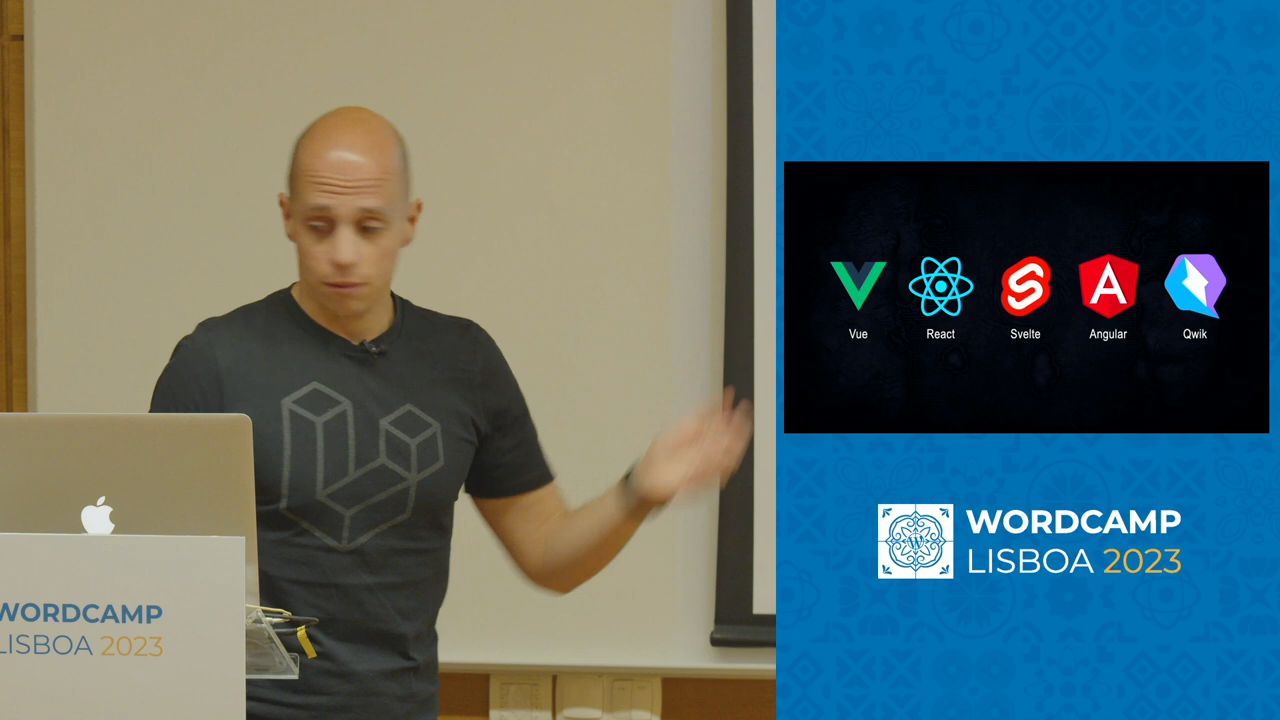 WORDCAMP
LISBOA 2023
Vue
React
Svelte
Angular
Qwik
WORDCAMP
LISBOA 2023